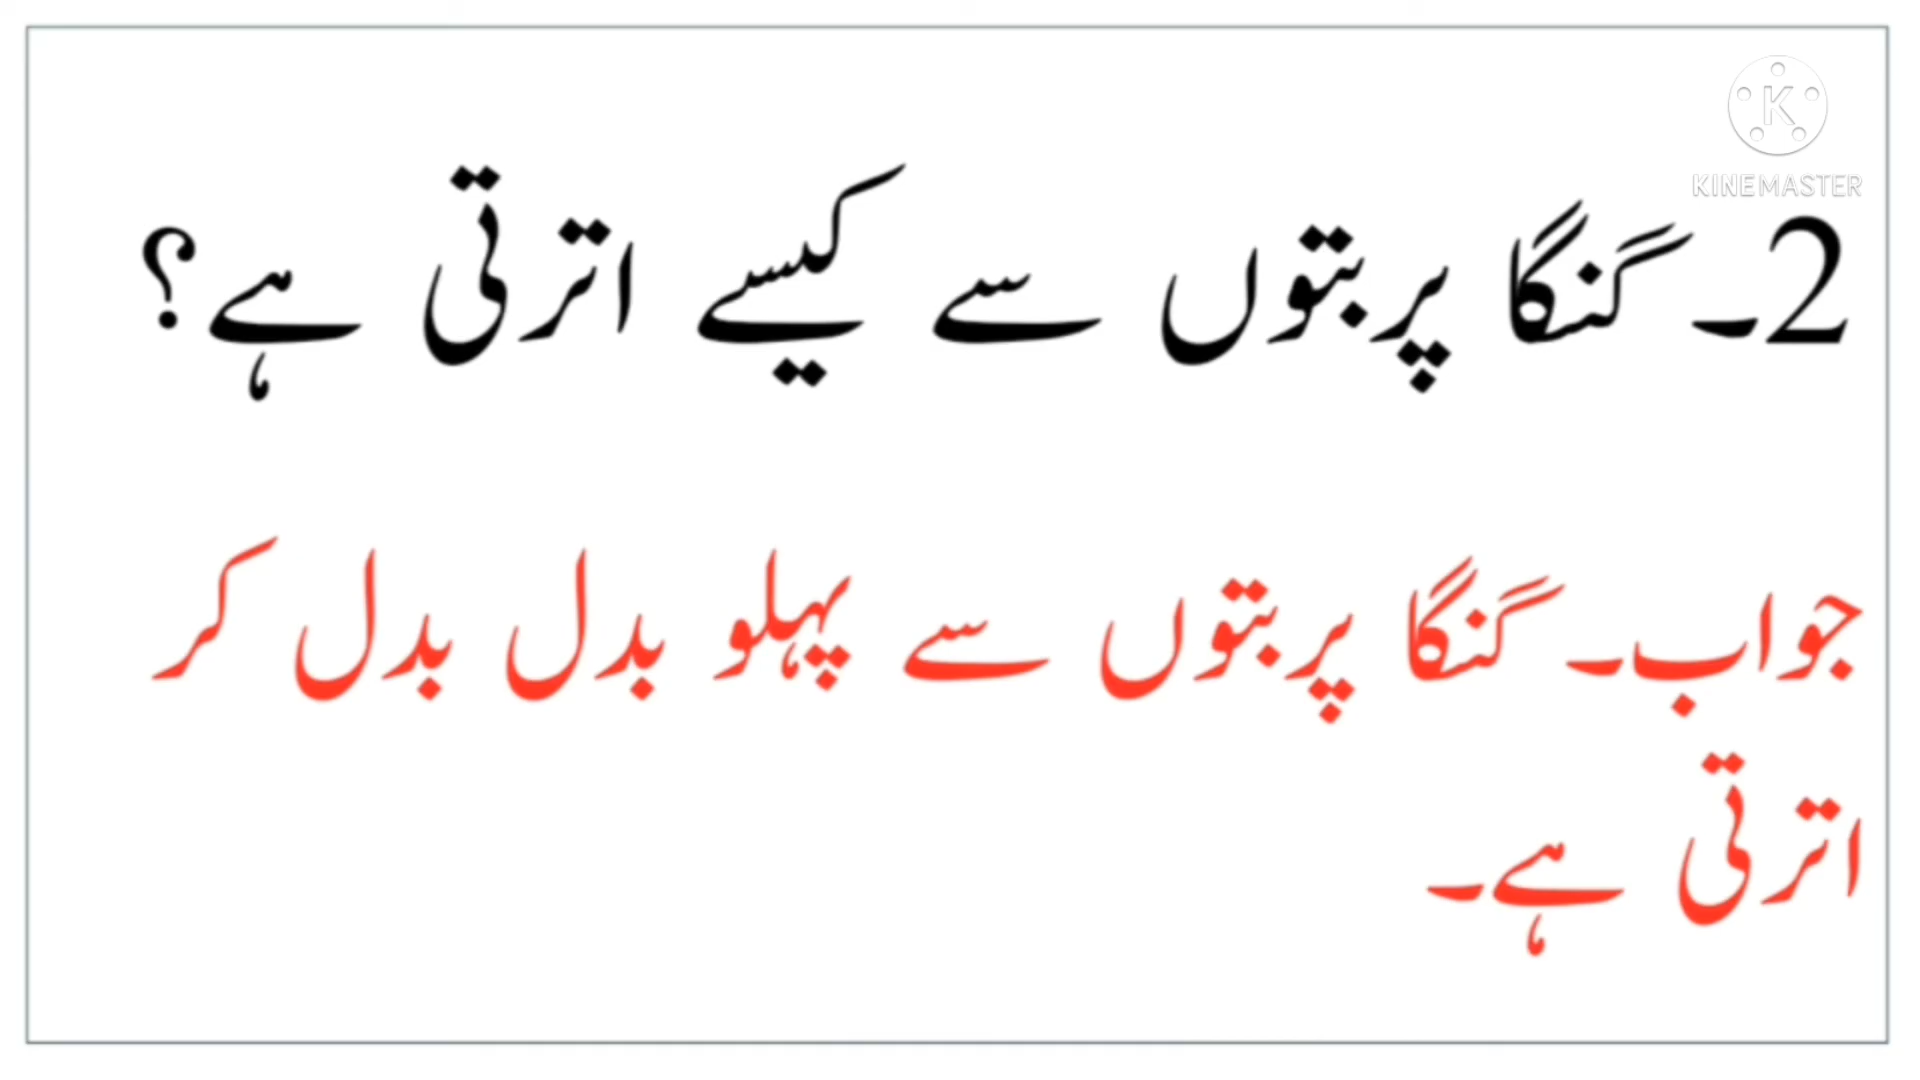 KINEMASTER
2۔گنگا پربتوں سے کیسے اترتی ہے؟
جواب۔گنگا پربتوں سے پہلو بدل بدل کر
اترتی ہے۔